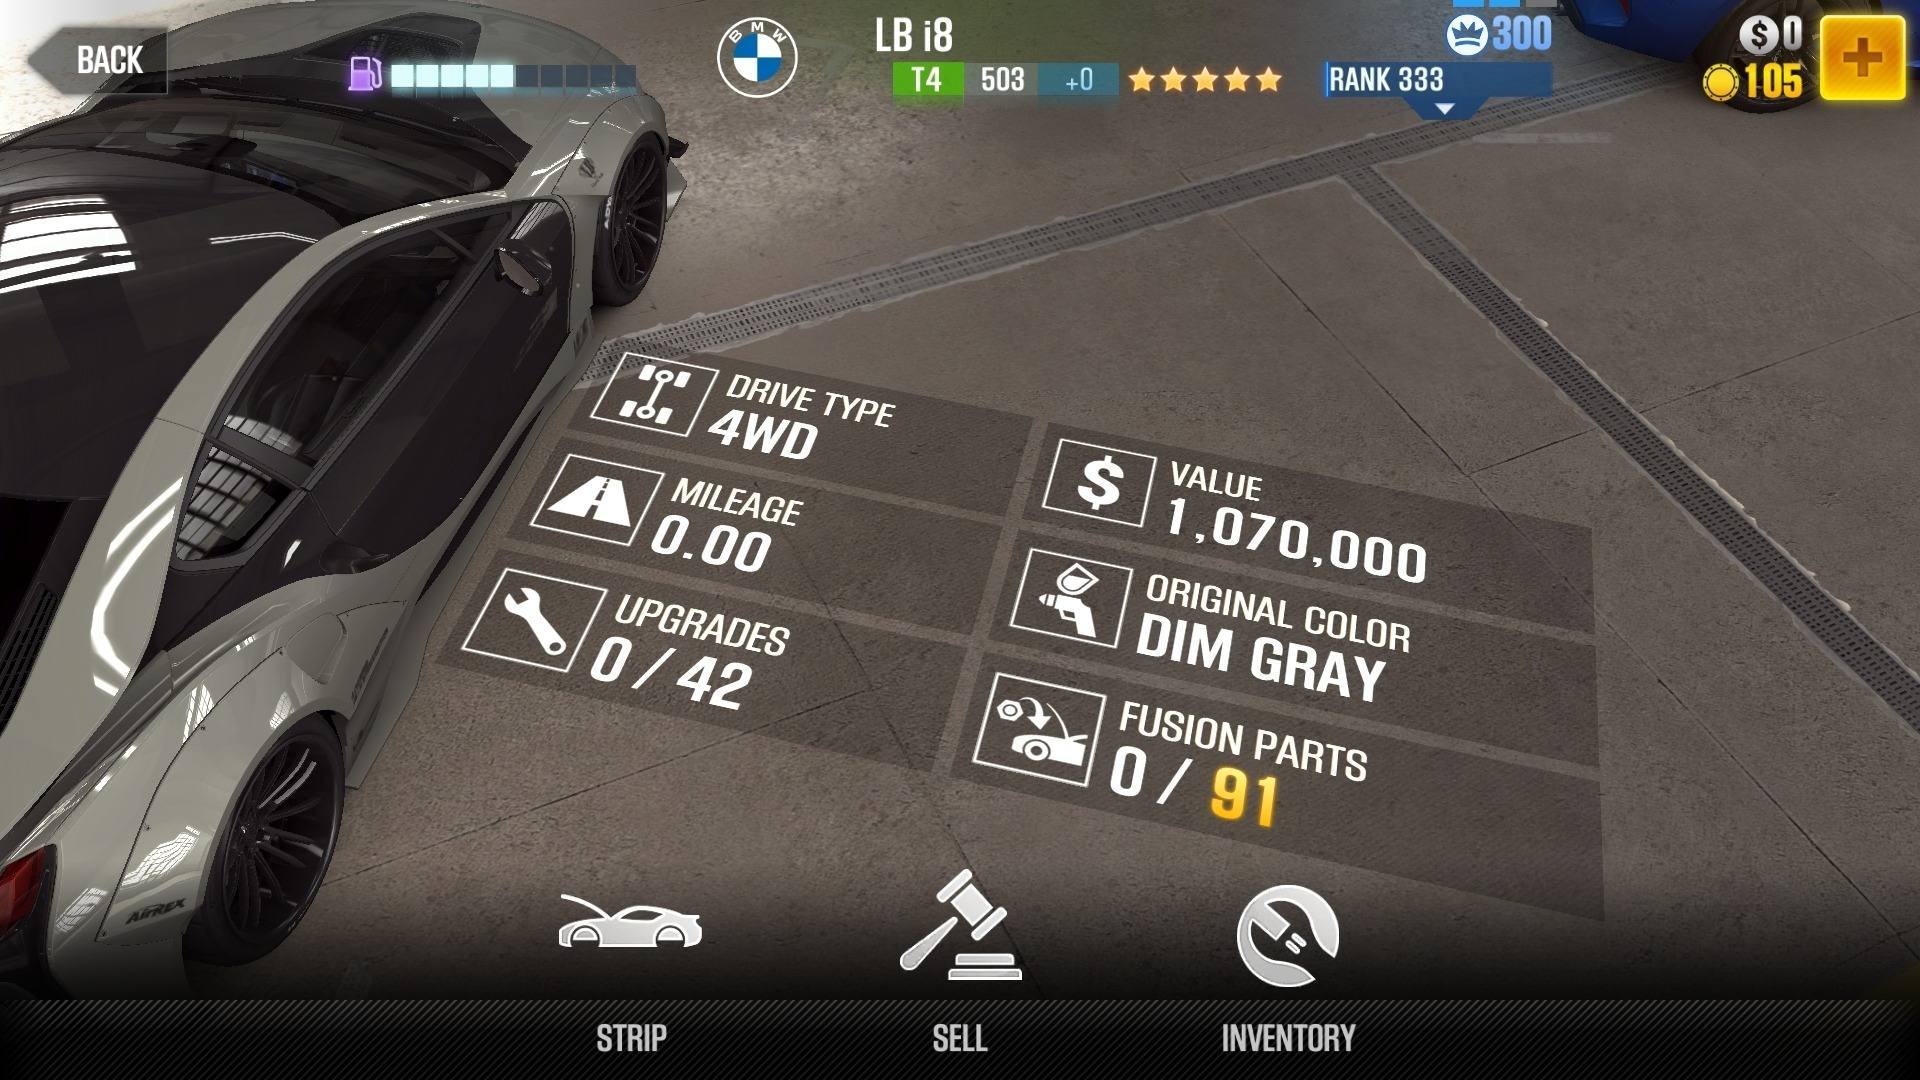 BACK
BMW
LB i8
T4 503 +0
300
RANK 333
$ 0
105
DRIVE TYPE
4WD
MILEAGE
0.00
UPGRADES
0 / 42
$
VALUE
1,070,000
ORIGINAL COLOR
DIM GRAY
FUSION PARTS
0 / 91
AIRREX
STRIP
SELL
INVENTORY